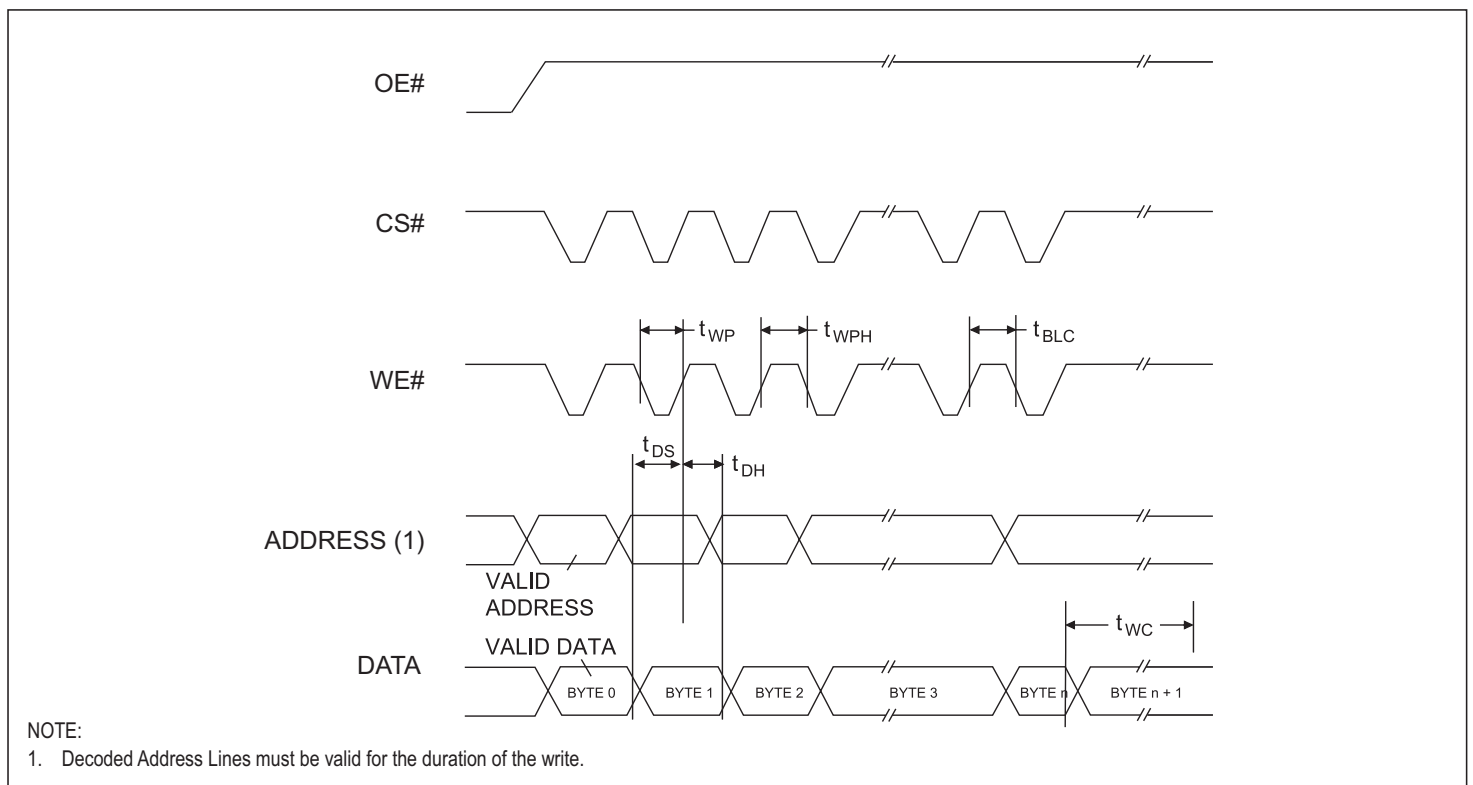 OE#
CS#
t WP
t WPH
t BLC
WE#
t DS
t DH
ADDRESS (1)
VALID
ADDRESS
VALID DATA
t WC
DATA
BYTE 0
BYTE 1
BYTE 2
BYTE 3
BYTE n
BYTE n + 1
NOTE:
1. Decoded Address Lines must be valid for the duration of the write.